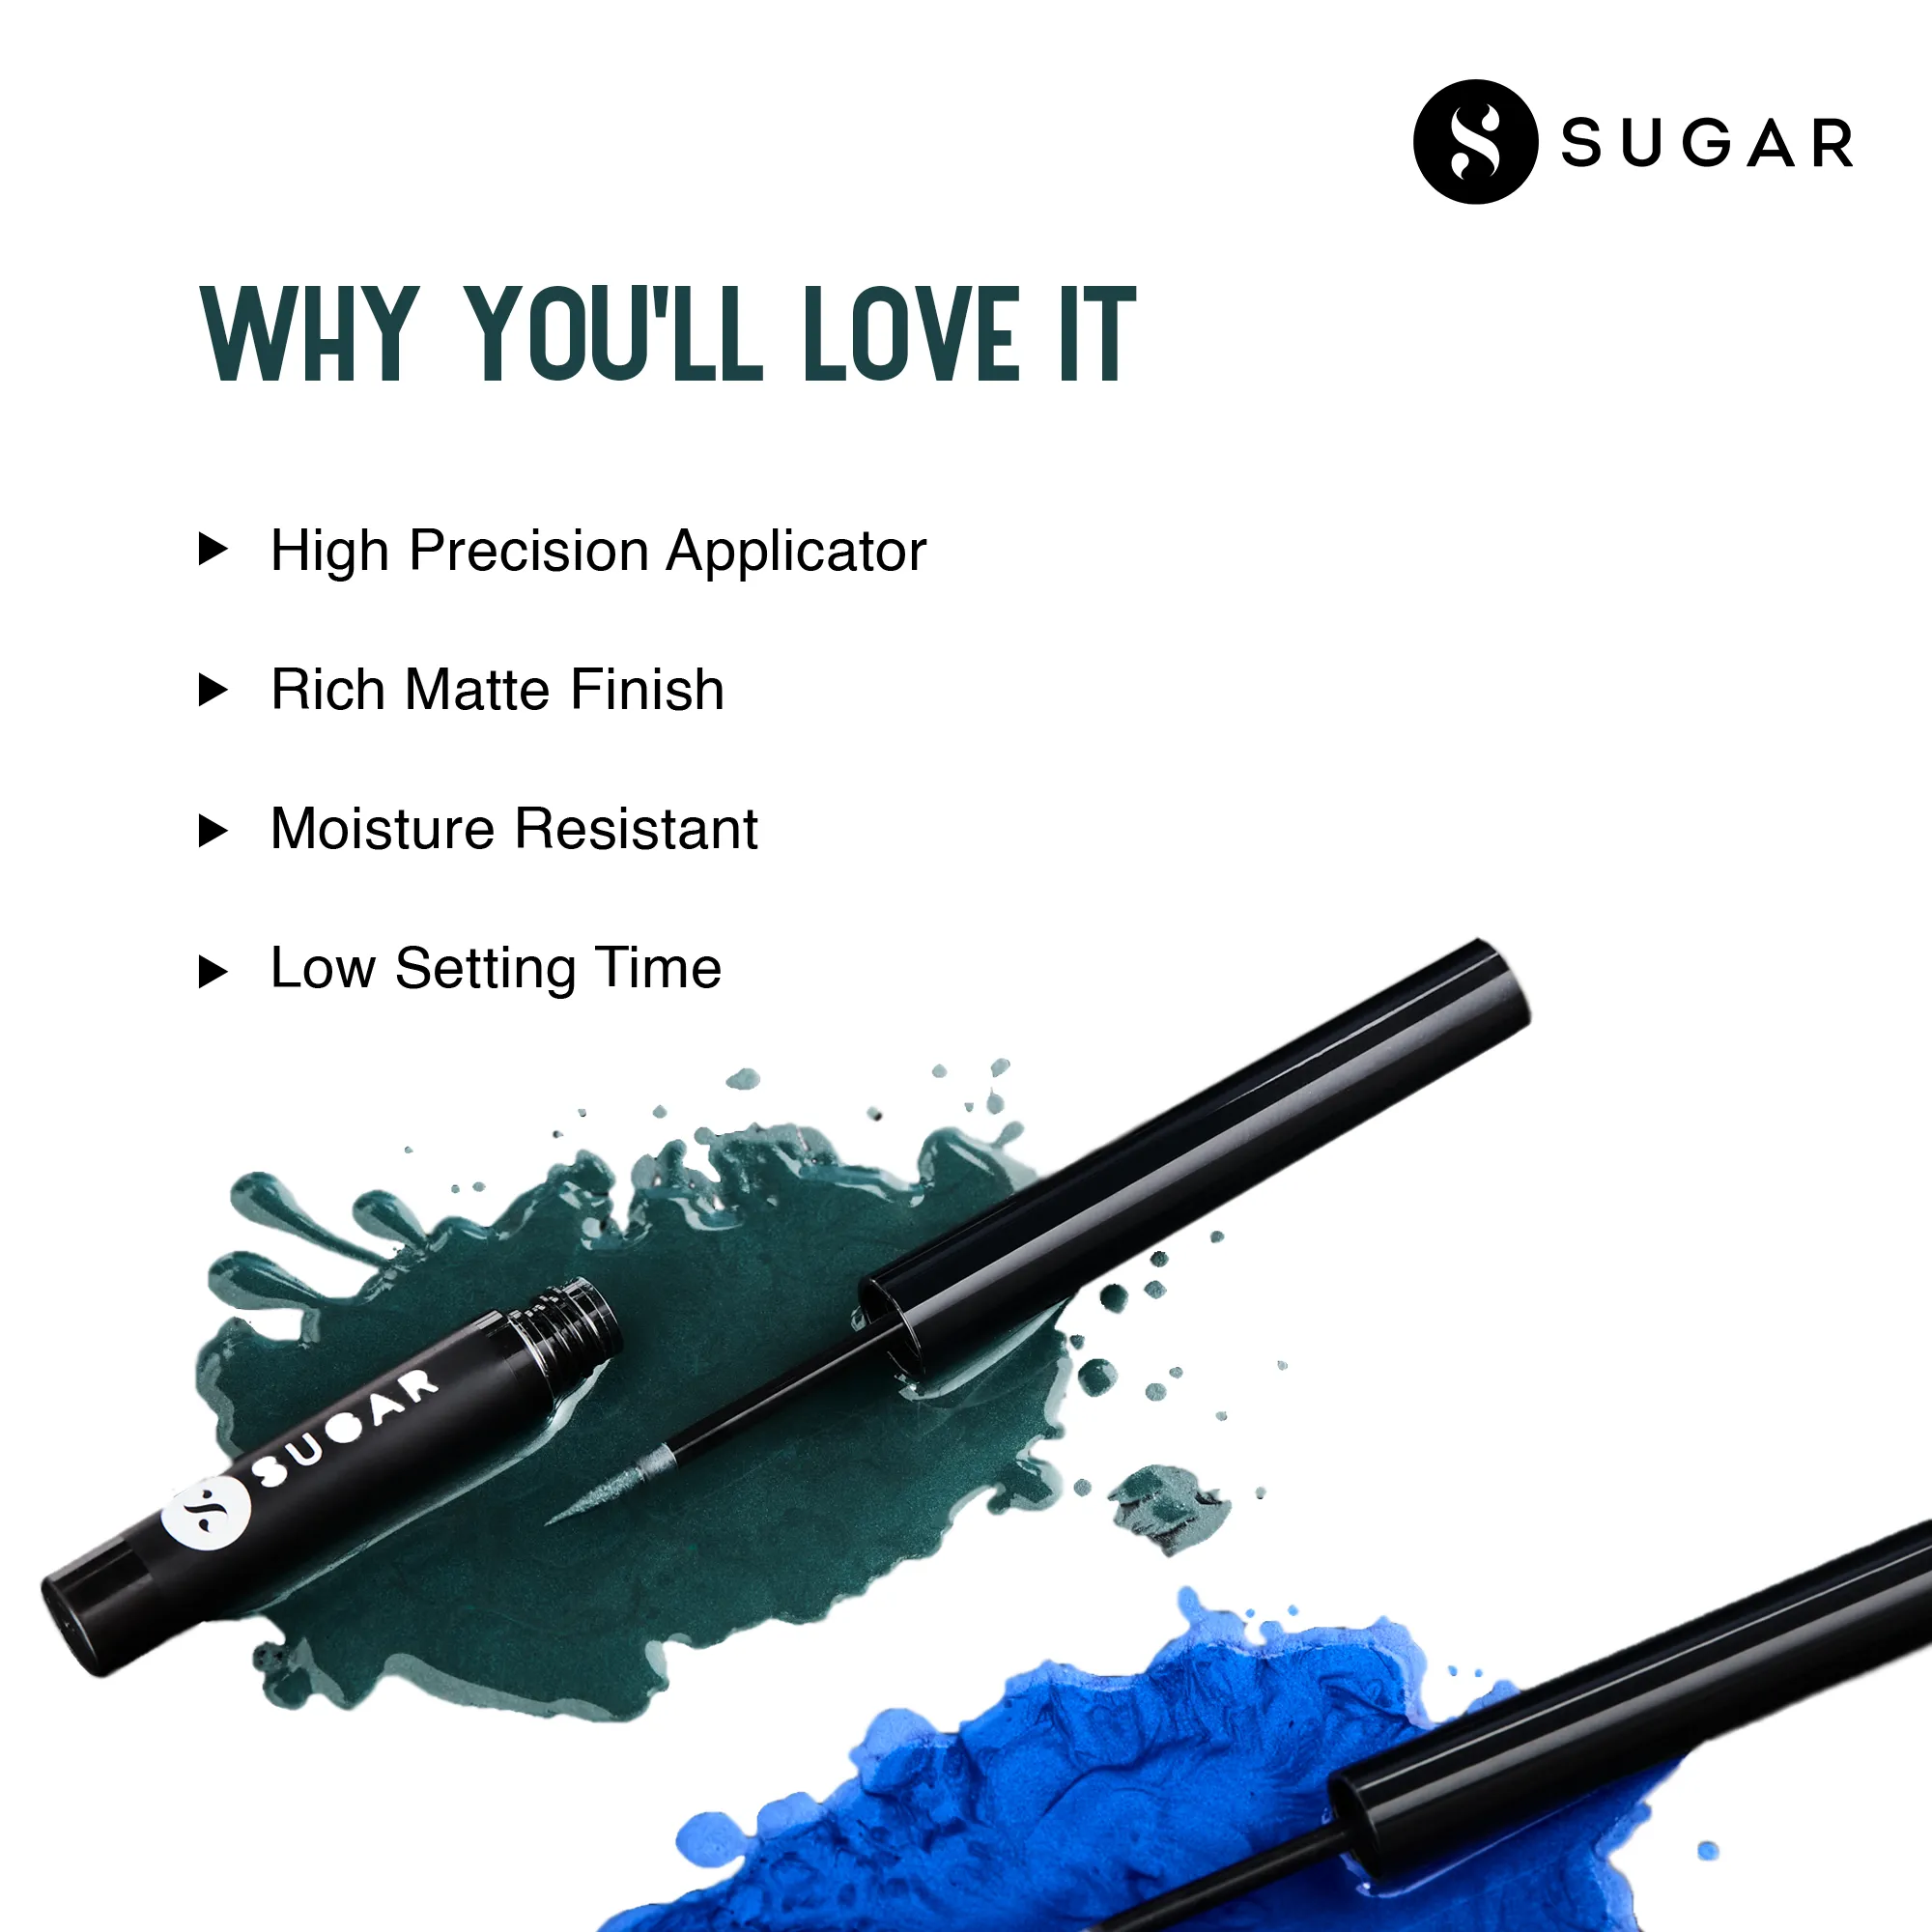 SUGAR
WHY YOU'LL LOVE IT
High Precision Applicator
Rich Matte Finish
Moisture Resistant
Low Setting Time
SUGAR